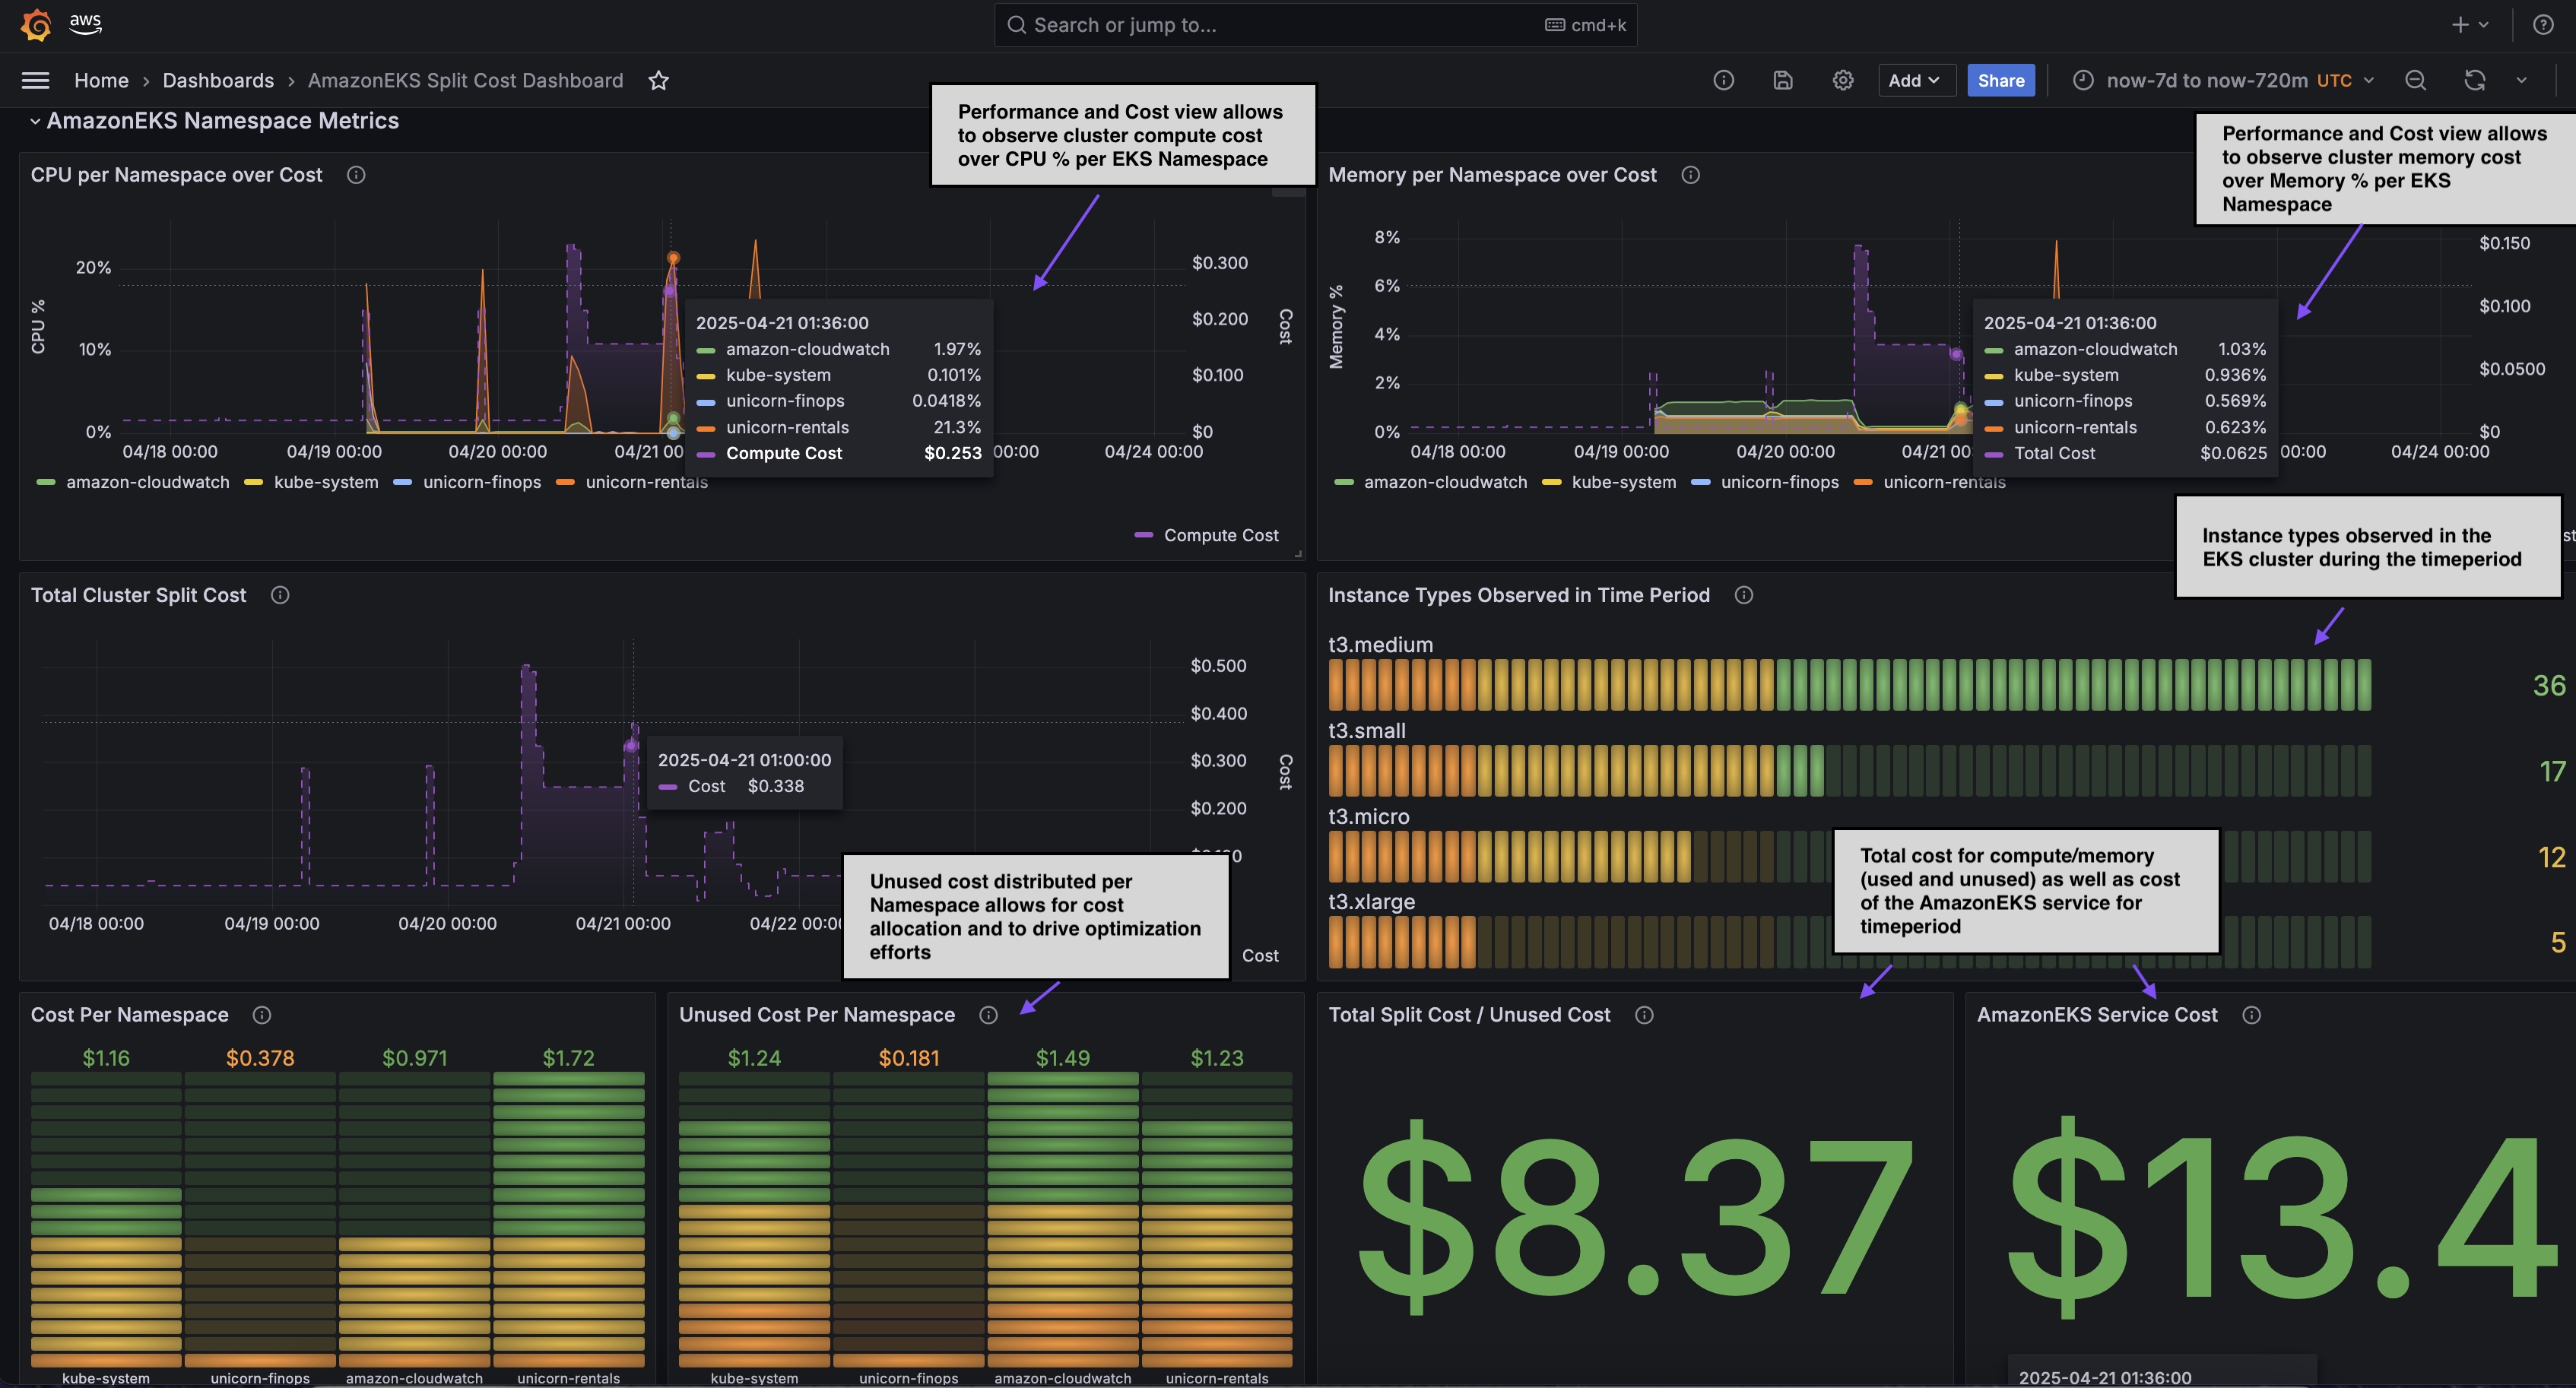 aws
Search or jump to...
cmd+k
Home › Dashboards › AmazonEKS Split Cost Dashboard
Add
Share
now-7d to now-720m UTC
AmazonEKS Namespace Metrics
Performance and Cost view allows
to observe cluster compute cost
over CPU % per EKS Namespace
Performance and Cost view allows
to observe cluster memory cost
over Memory % per EKS
Namespace
CPU per Namespace over Cost
CPU %
20%
10%
0%
$0.300
$0.200
$0.100
$0
Cost
2025-04-21 01:36:00
amazon-cloudwatch 1.97%
kube-system 0.101%
unicorn-finops 0.0418%
unicorn-rentals 21.3%
Compute Cost $0.253
04/18 00:00 04/19 00:00 04/20 00:00 04/21 00 00:00 04/24 00:00
amazon-cloudwatch kube-system unicorn-finops unicorn-rentals
Compute Cost
Memory per Namespace over Cost
Memory %
8%
6%
4%
2%
0%
$0.150
$0.100
$0.0500
$0
2025-04-21 01:36:00
amazon-cloudwatch 1.03%
kube-system 0.936%
unicorn-finops 0.569%
unicorn-rentals 0.623%
Total Cost $0.0625
04/18 00:00 04/19 00:00 04/20 00:00 04/21 00 00:00 04/24 00:00
amazon-cloudwatch kube-system unicorn-finops unicorn-rentals
st
Instance types observed in the
EKS cluster during the timeperiod
Total Cluster Split Cost
$0.500
$0.400
$0.300
$0.200
Cost
2025-04-21 01:00:00
Cost $0.338
04/18 00:00 04/19 00:00 04/20 00:00 04/21 00:00 04/22 00:00
Cost
Unused cost distributed per
Namespace allows for cost
allocation and to drive optimization
efforts
Instance Types Observed in Time Period
t3.medium
36
t3.small
17
t3.micro
12
t3.xlarge
5
Total cost for compute/memory
(used and unused) as well as cost
of the AmazonEKS service for
timeperiod
Cost Per Namespace
$1.16 $0.378 $0.971 $1.72
kube-system unicorn-finops amazon-cloudwatch unicorn-rentals
Unused Cost Per Namespace
$1.24 $0.181 $1.49 $1.23
kube-system unicorn-finops amazon-cloudwatch unicorn-rentals
Total Split Cost / Unused Cost
$8.37
AmazonEKS Service Cost
$13.4
2025-04-21 01:36:00